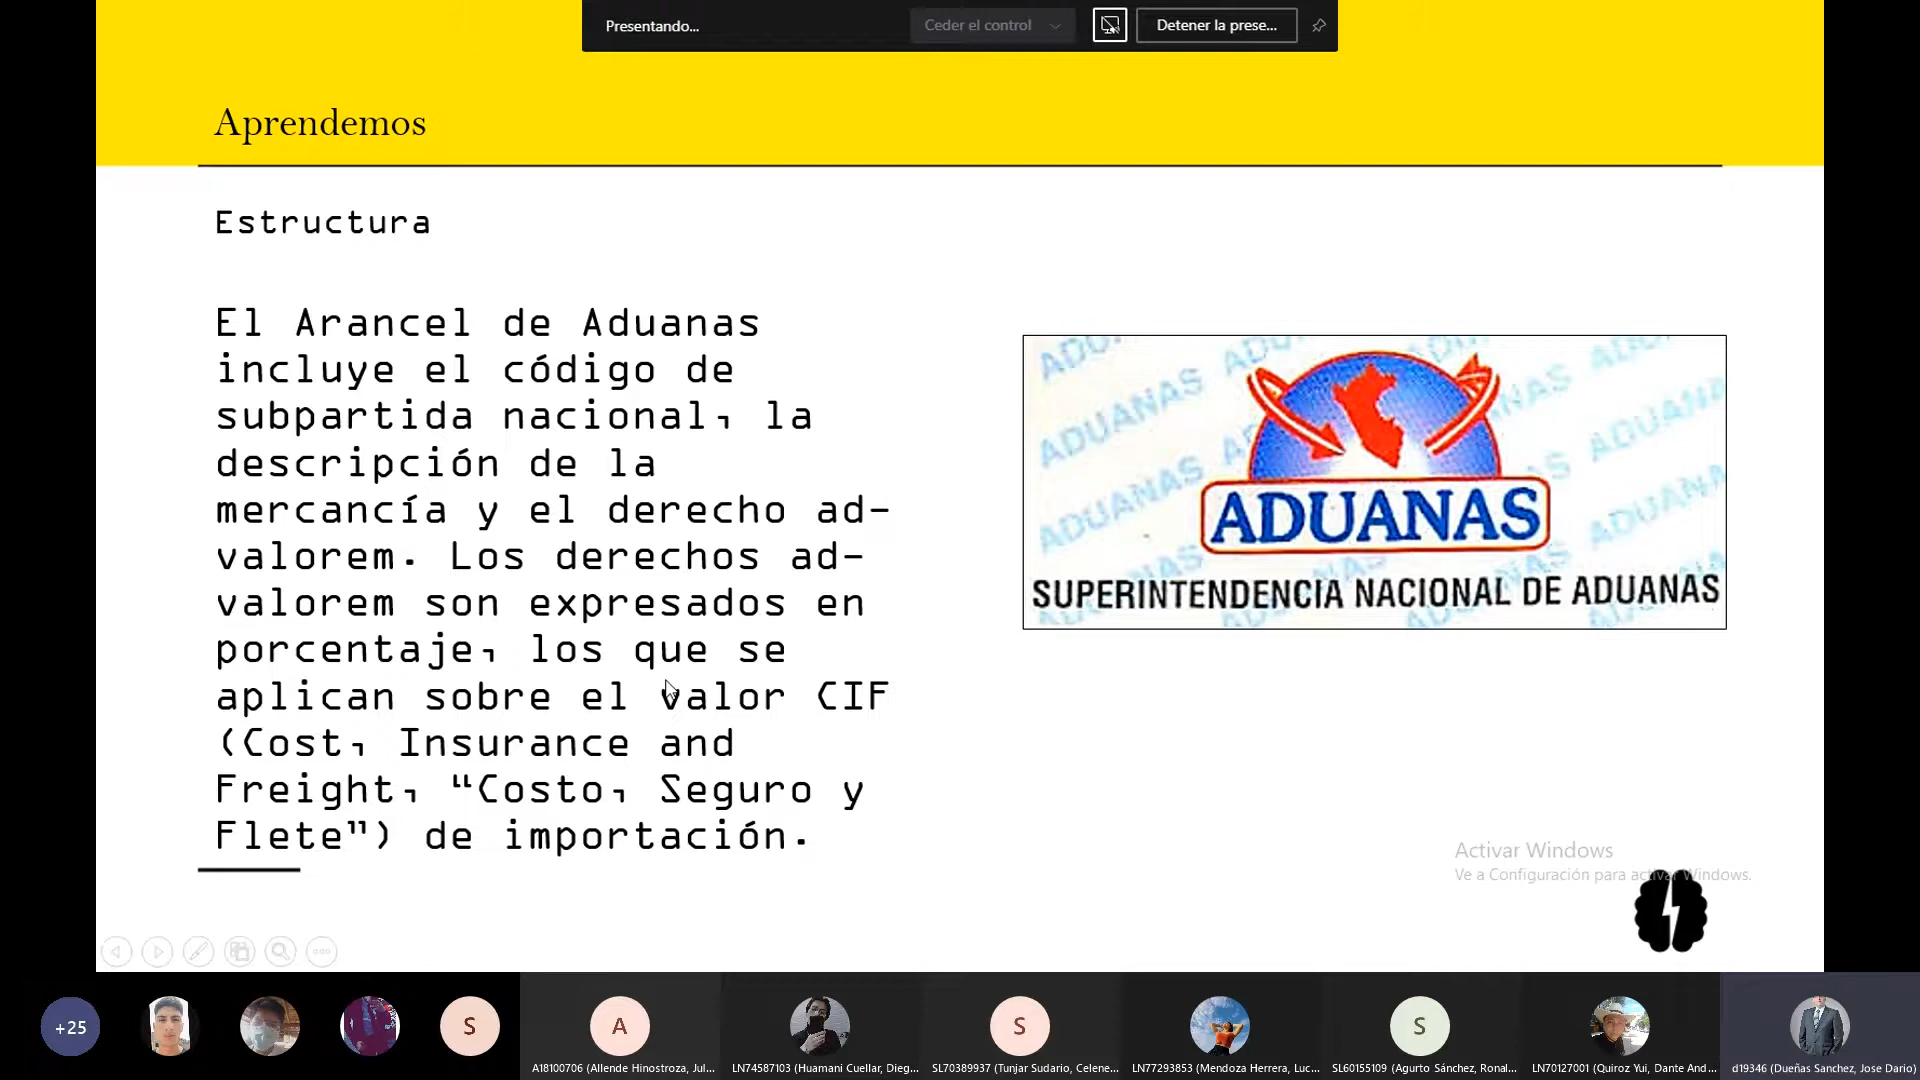 Presentando...
Ceder el control
Detener la prese...
Aprendemos
Estructura
El Arancel de Aduanas
incluye el código de
subpartida nacional, la
descripción de la
mercancía y el derecho ad-
valorem. Los derechos ad-
valorem son expresados en
porcentaje, los que se
aplican sobre el valor CIF
(Cost, Insurance and
Freight, “Costo, Seguro y
Flete”) de importación.
ADUANAS
SUPERINTENDENCIA NACIONAL DE ADUANAS
Activar Windows
Ve a Configuración para activar Windows.
+25
S
A
S
S
A18100706 (Allende Hinostroza, Jul...
LN74587103 (Huamani Cuellar, Dieg...
SL70389937 (Tunjar Sudario, Celene...
LN77293853 (Mendoza Herrera, Luc...
SL60155109 (Agurto Sánchez, Ronal...
LN70127001 (Quiroz Yui, Dante And...
d19346 (Dueñas Sanchez, Jose Dario)